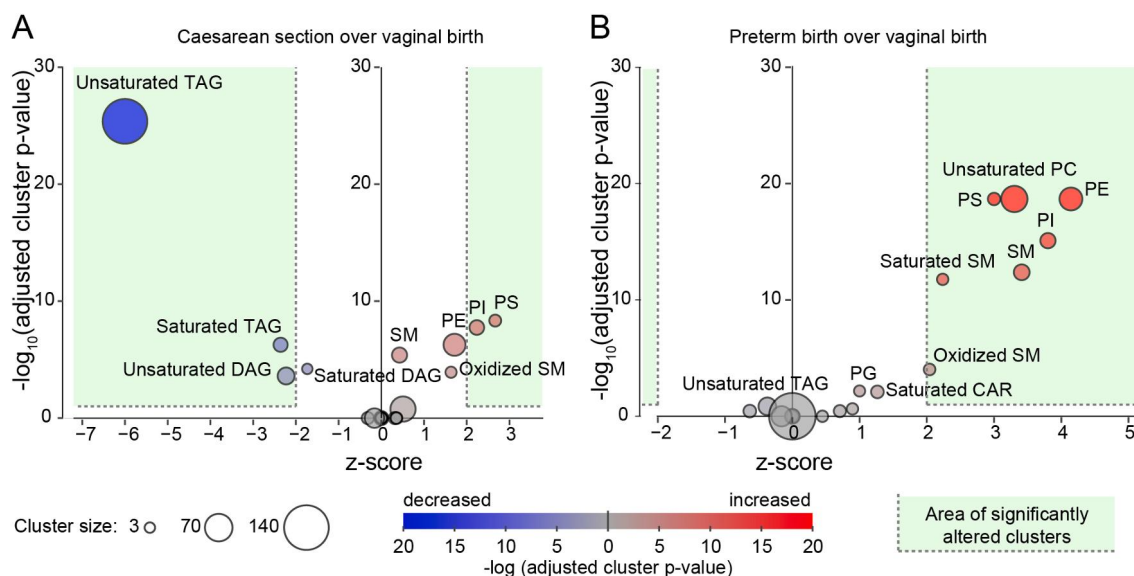 A
Caesarean section over vaginal birth
-log10(adjusted cluster p-value)
30
20
10
0
Unsaturated TAG
Saturated TAG
Unsaturated DAG
Saturated DAG
SM
PE
PI
PS
Oxidized SM
-7 -6 -5 -4 -3 -2 -1 0 1 2 3
z-score
B
Preterm birth over vaginal birth
-log10(adjusted cluster p-value)
30
20
10
0
Unsaturated PC
PS
PE
PI
SM
Saturated SM
Oxidized SM
Unsaturated TAG
PG
Saturated CAR
-2 -1 0 1 2 3 4 5
z-score
Cluster size: 3 70 140
decreased increased
20 15 10 5 0 5 10 15 20
-log (adjusted cluster p-value)
Area of significantly
altered clusters